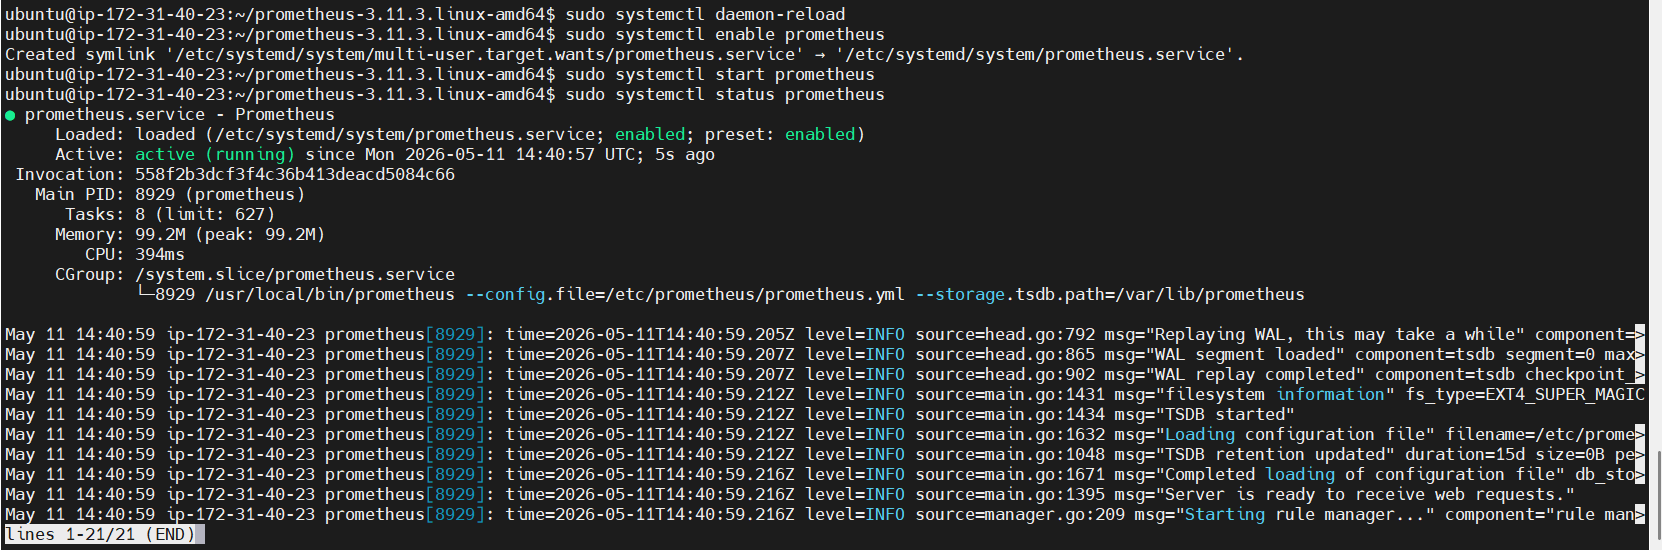 ubuntu@ip-172-31-40-23:~/prometheus-3.11.3.linux-amd64$ sudo systemctl daemon-reload
ubuntu@ip-172-31-40-23:~/prometheus-3.11.3.linux-amd64$ sudo systemctl enable prometheus
Created symlink '/etc/systemd/system/multi-user.target.wants/prometheus.service' → '/etc/systemd/system/prometheus.service'.
ubuntu@ip-172-31-40-23:~/prometheus-3.11.3.linux-amd64$ sudo systemctl start prometheus
ubuntu@ip-172-31-40-23:~/prometheus-3.11.3.linux-amd64$ sudo systemctl status prometheus
● prometheus.service - Prometheus
     Loaded: loaded (/etc/systemd/system/prometheus.service; enabled; preset: enabled)
     Active: active (running) since Mon 2026-05-11 14:40:57 UTC; 5s ago
 Invocation: 558f2b3dcf3f4c36b413deacd5084c66
   Main PID: 8929 (prometheus)
      Tasks: 8 (limit: 627)
     Memory: 99.2M (peak: 99.2M)
        CPU: 394ms
     CGroup: /system.slice/prometheus.service
             └─8929 /usr/local/bin/prometheus --config.file=/etc/prometheus/prometheus.yml --storage.tsdb.path=/var/lib/prometheus
May 11 14:40:59 ip-172-31-40-23 prometheus[8929]: time=2026-05-11T14:40:59.205Z level=INFO source=head.go:792 msg="Replaying WAL, this may take a while" component=>
May 11 14:40:59 ip-172-31-40-23 prometheus[8929]: time=2026-05-11T14:40:59.207Z level=INFO source=head.go:865 msg="WAL segment loaded" component=tsdb segment=0 max>
May 11 14:40:59 ip-172-31-40-23 prometheus[8929]: time=2026-05-11T14:40:59.207Z level=INFO source=head.go:902 msg="WAL replay completed" component=tsdb checkpoint_>
May 11 14:40:59 ip-172-31-40-23 prometheus[8929]: time=2026-05-11T14:40:59.212Z level=INFO source=main.go:1431 msg="filesystem information" fs_type=EXT4_SUPER_MAGIC
May 11 14:40:59 ip-172-31-40-23 prometheus[8929]: time=2026-05-11T14:40:59.212Z level=INFO source=main.go:1434 msg="TSDB started"
May 11 14:40:59 ip-172-31-40-23 prometheus[8929]: time=2026-05-11T14:40:59.212Z level=INFO source=main.go:1632 msg="Loading configuration file" filename=/etc/prome>
May 11 14:40:59 ip-172-31-40-23 prometheus[8929]: time=2026-05-11T14:40:59.212Z level=INFO source=main.go:1048 msg="TSDB retention updated" duration=15d size=0B pe>
May 11 14:40:59 ip-172-31-40-23 prometheus[8929]: time=2026-05-11T14:40:59.216Z level=INFO source=main.go:1671 msg="Completed loading of configuration file" db_sto>
May 11 14:40:59 ip-172-31-40-23 prometheus[8929]: time=2026-05-11T14:40:59.216Z level=INFO source=main.go:1395 msg="Server is ready to receive web requests."
May 11 14:40:59 ip-172-31-40-23 prometheus[8929]: time=2026-05-11T14:40:59.216Z level=INFO source=manager.go:209 msg="Starting rule manager..." component="rule man>
lines 1-21/21 (END)